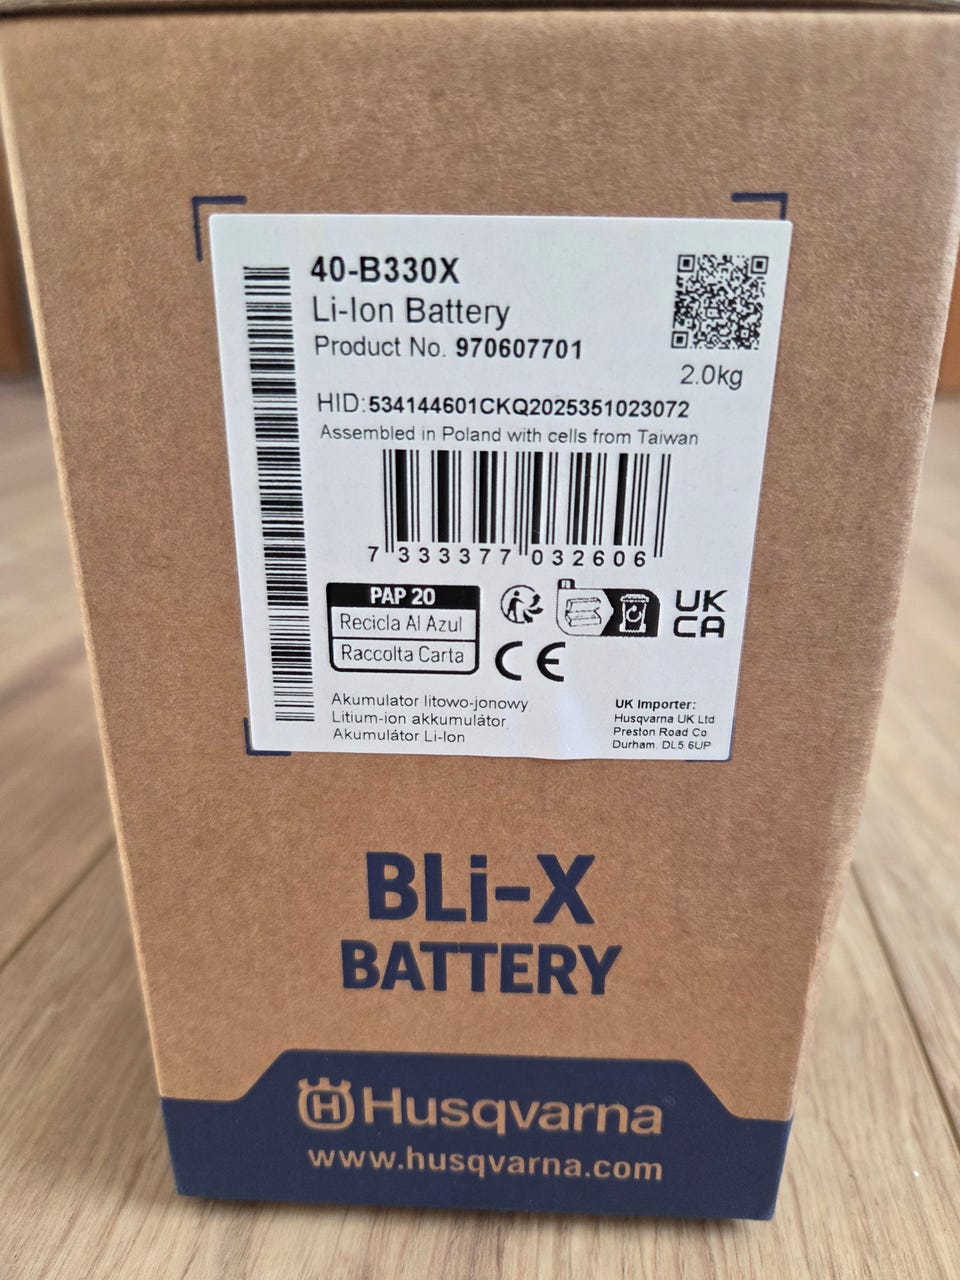 40-B330X
Li-Ion Battery
Product No. 970607701
2.0kg
HID:534144601CKQ2025351023072
Assembled in Poland with cells from Taiwan
7 333377 032606
PAP 20
Recicla Al Azul
Raccolta Carta
UK
CA
CE
Akumulator litowo-jonowy
Lítium-ion akkumulátor
Akumulátor Li-Ion
UK Importer:
Husqvarna UK Ltd
Preston Road Co
Durham. DL5 6UP
BLi-X
BATTERY
H Husqvarna®
www.husqvarna.com